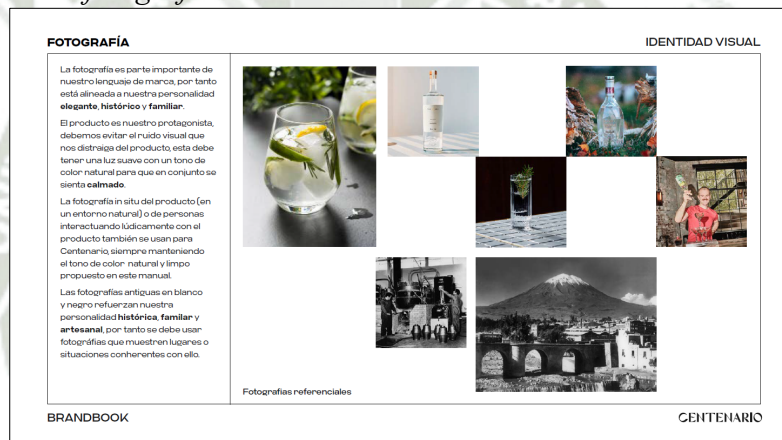 FOTOGRAFÍA
IDENTIDAD VISUAL
La fotografía es parte importante de
nuestro lenguaje de marca, por tanto
está alineada a nuestra personalidad
elegante, histórico y familiar.
El producto es nuestro protagonista,
debemos evitar el ruido visual que
nos distraiga del producto, esta debe
tener una luz suave con un tono de
color natural para que en conjunto se
sienta calmado.
La fotografía in situ del producto (en
un entorno natural) o de personas
interactuando lúdicamente con el
producto también se usan para
Centenario, siempre manteniendo
el tono de color natural y limpo
propuesto en este manual.
Las fotografías antiguas en blanco
y negro refuerzan nuestra
personalidad histórica, familar y
artesanal, por tanto se debe usar
fotográfias que muestren lugares o
situaciones conherentes con ello.
Fotografias referenciales
BRANDBOOK
CENTENARIO